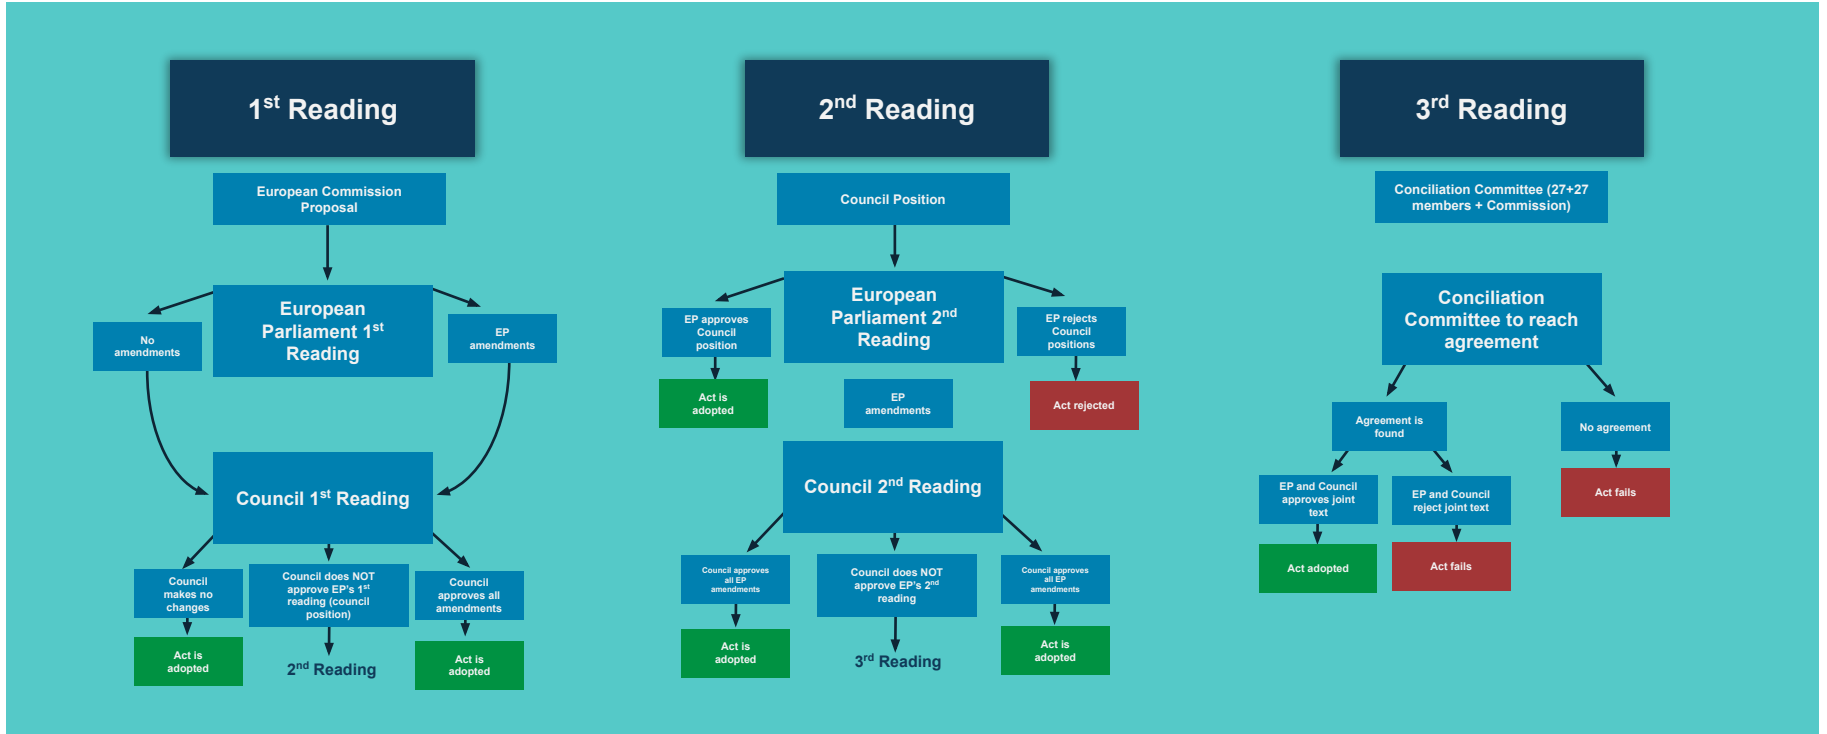 1st Reading
European Commission
Proposal
European
Parliament 1st
Reading
No
amendments
EP
amendments
Council 1st Reading
Council
makes no
changes
Council does NOT
approve EP's 1st
reading (council
position)
Council
approves all
amendments
Act is
adopted
2nd Reading
Act is
adopted
2nd Reading
Council Position
European
Parliament 2nd
Reading
EP approves
Council
position
EP rejects
Council
positions
Act is
adopted
EP
amendments
Act rejected
Council 2nd Reading
Council approves
all EP
amendments
Council does NOT
approve EP's 2nd
reading
Council approves
all EP
amendments
Act is
adopted
3rd Reading
Act is
adopted
3rd Reading
Conciliation Committee (27+27
members + Commission)
Conciliation
Committee to reach
agreement
Agreement is
found
No agreement
EP and Council
approves joint
text
EP and Council
reject joint text
Act fails
Act adopted
Act fails